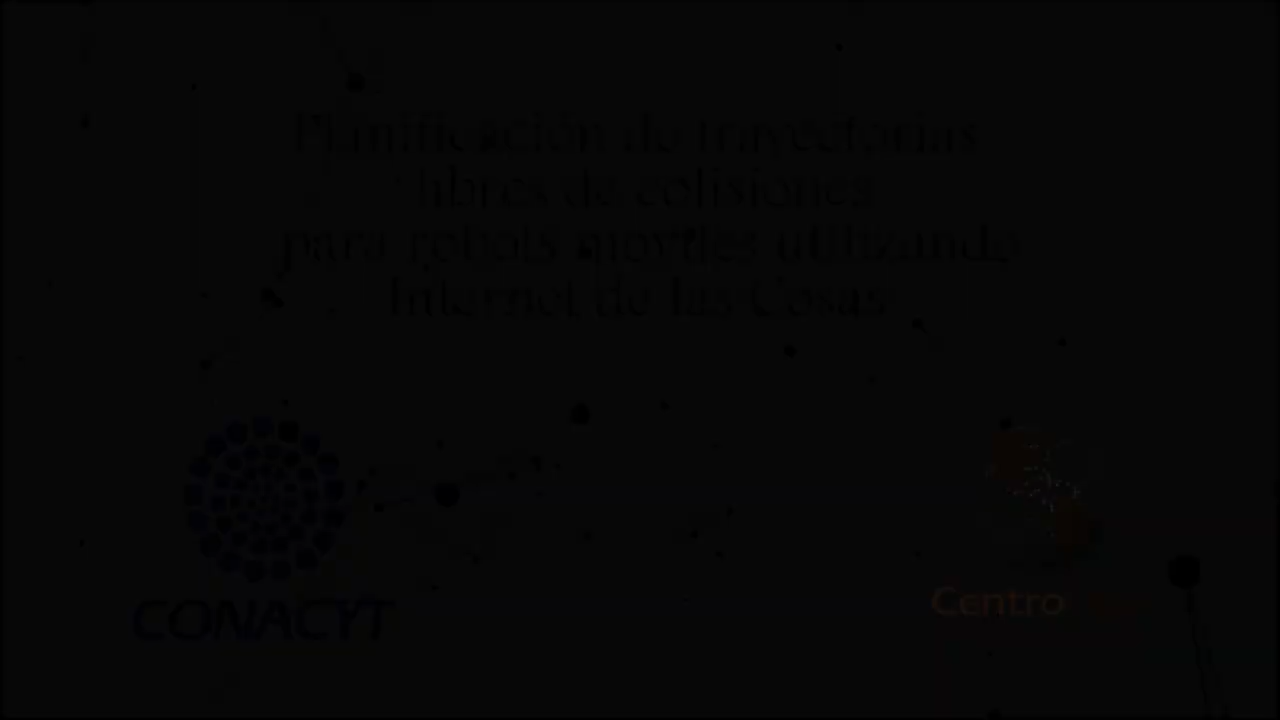 Planificación de trayectorias
libres de colisiones
para robots móviles utilizando
Internet de las Cosas
CONACYT
Centro